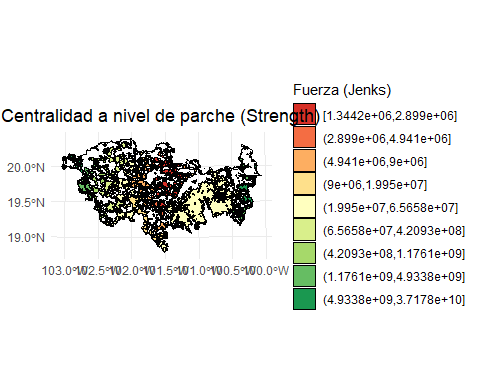 Centralidad a nivel de parche (Strength)
Fuerza (Jenks)
[1.3442e+06,2.899e+06]
(2.899e+06,4.941e+06]
(4.941e+06,9e+06]
(9e+06,1.995e+07]
(1.995e+07,6.5658e+07]
(6.5658e+07,4.2093e+08]
(4.2093e+08,1.1761e+09]
(1.1761e+09,4.9338e+09]
(4.9338e+09,3.7178e+10]
20.0°N
19.5°N
19.0°N
103.0°W 102.5°W 102.0°W 101.5°W 101.0°W 100.5°W 100.0°W